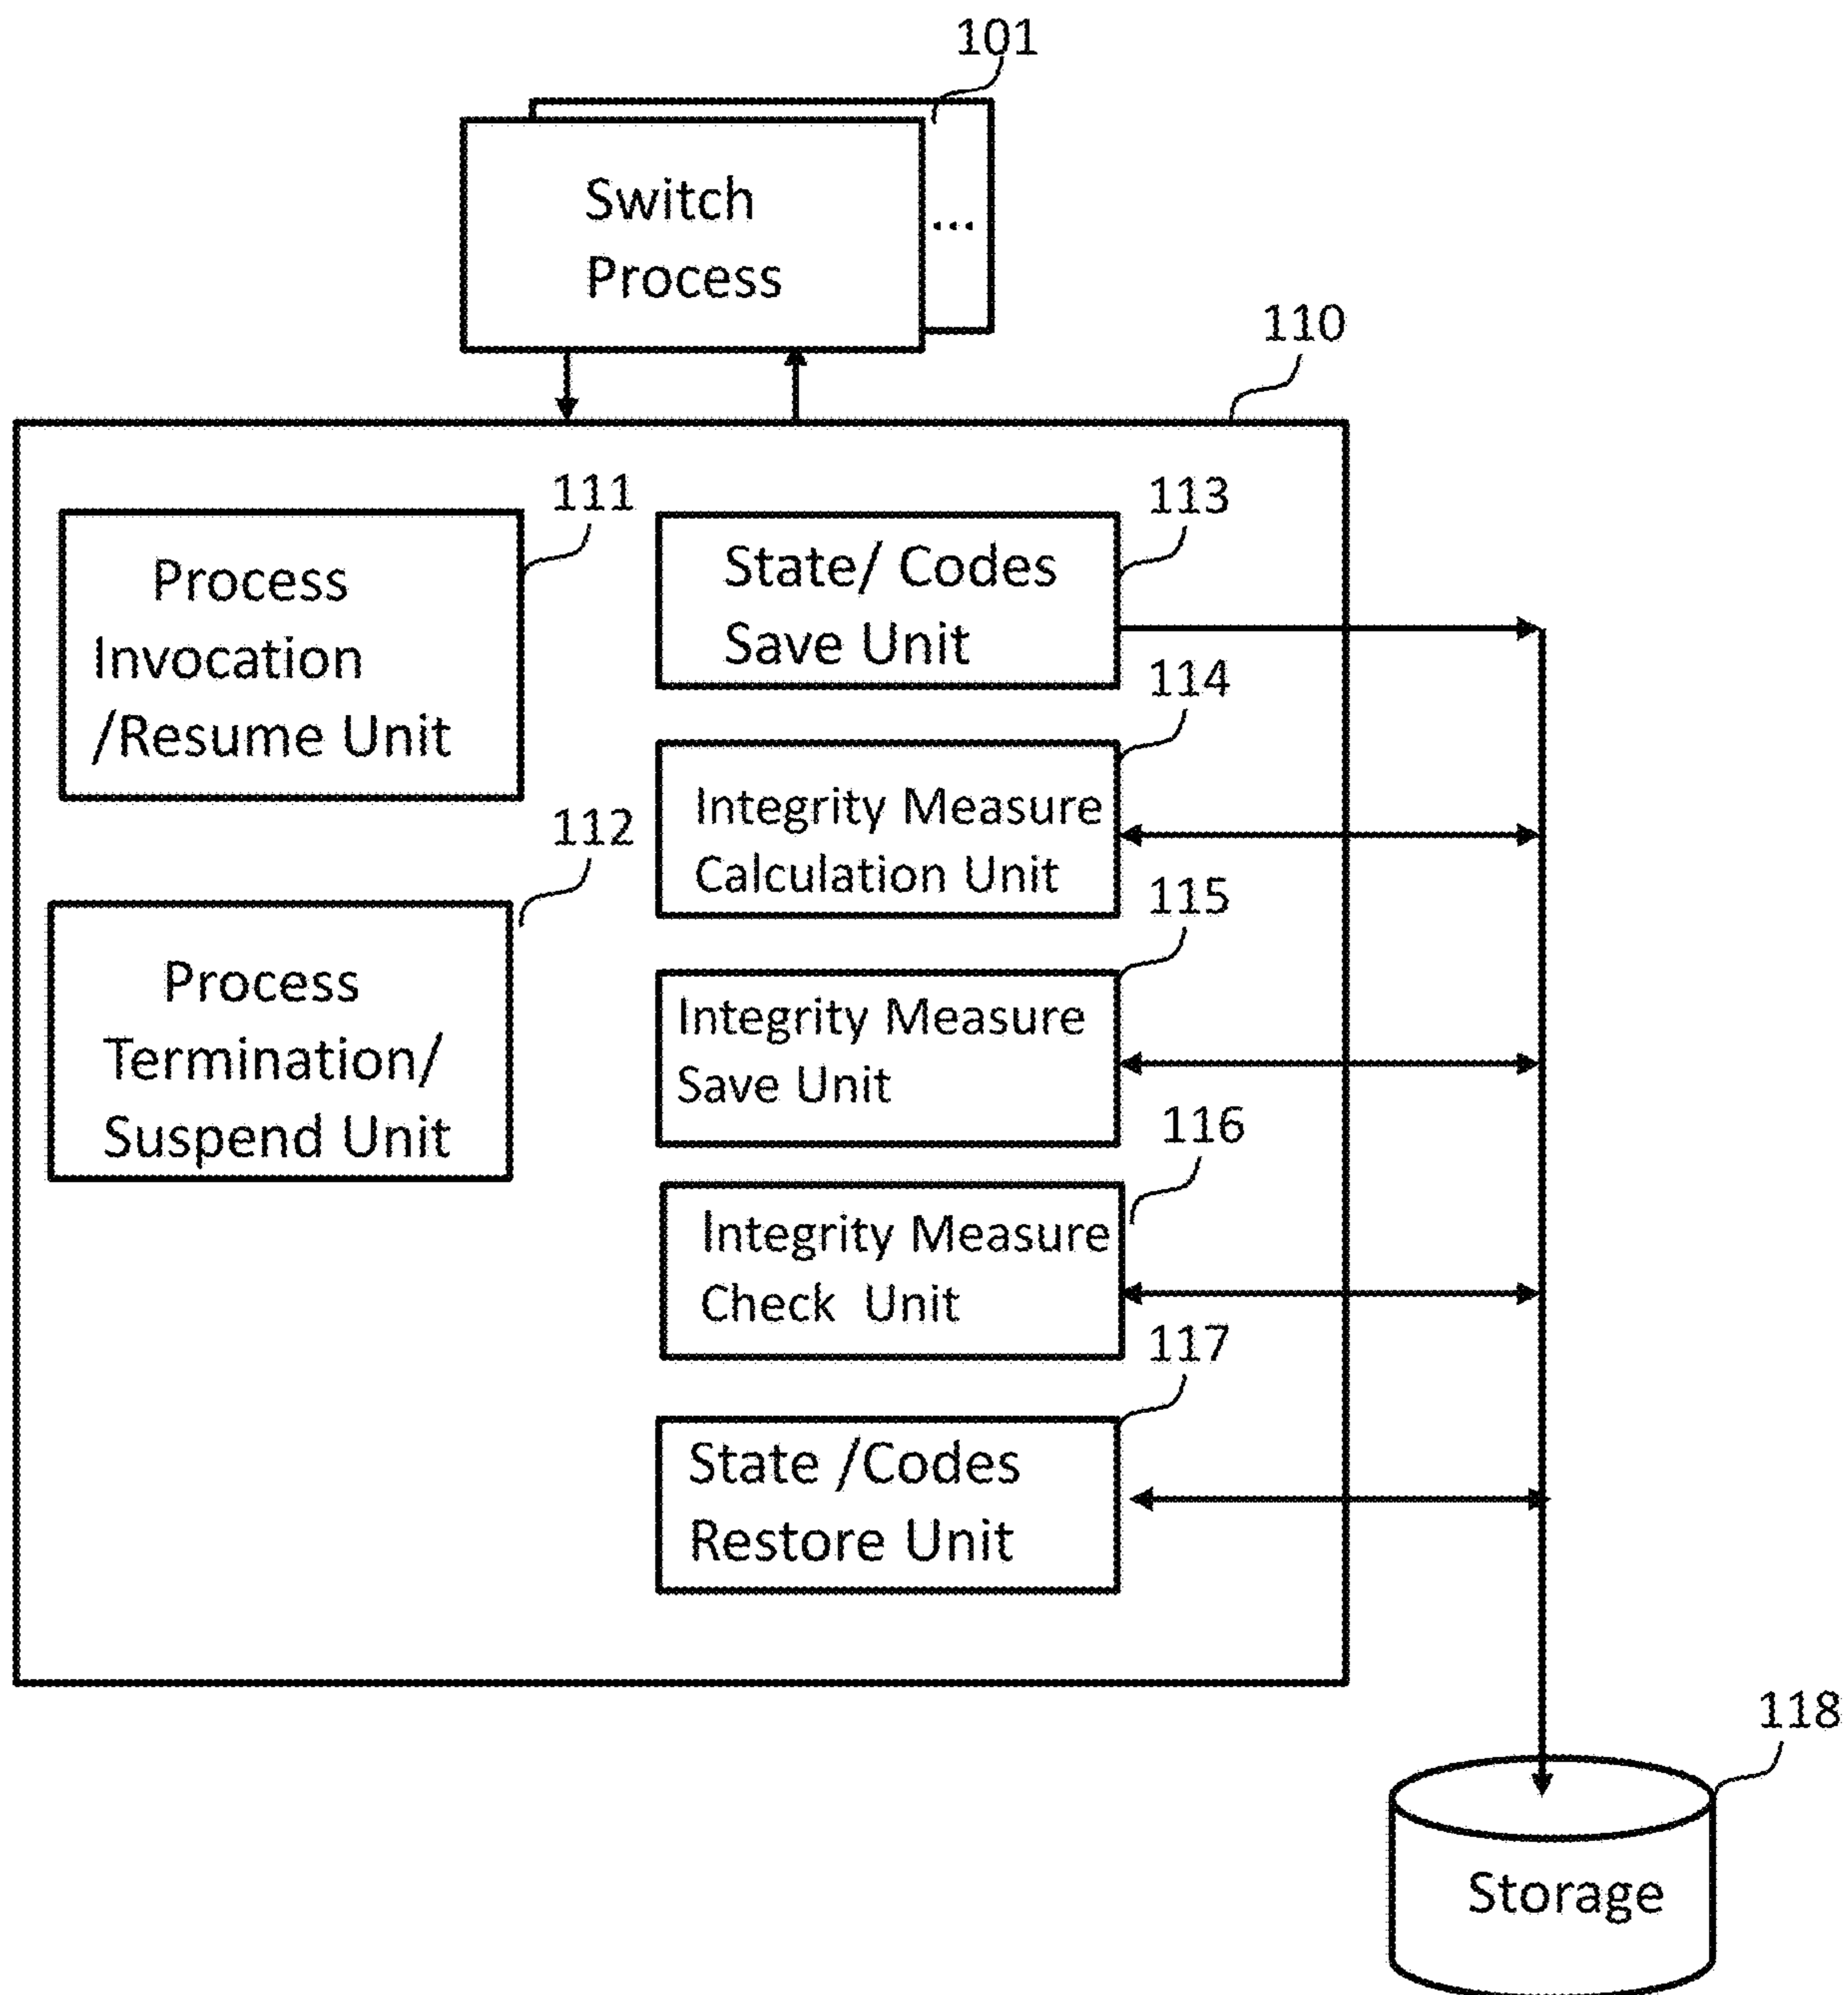 101
Switch
Process
...
110
111
Process
Invocation
/Resume Unit
112
Process
Termination/
Suspend Unit
113
State/ Codes
Save Unit
114
Integrity Measure
Calculation Unit
115
Integrity Measure
Save Unit
116
Integrity Measure
Check Unit
117
State /Codes
Restore Unit
118
Storage